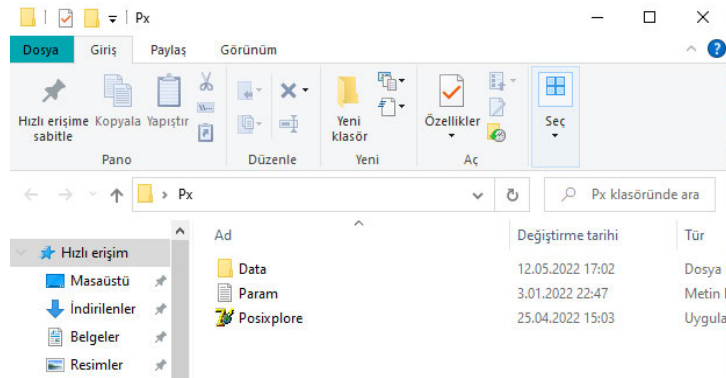 Px
Dosya Giriş Paylaş Görünüm
Hızlı erişime sabitle Kopyala Yapıştır Yeni klasör Özellikler Seç
Pano Düzenle Yeni Aç
Px Px klasöründe ara
Ad Değiştirme tarihi Tür
Hızlı erişim
Data 12.05.2022 17:02 Dosya
Masaüstü
Param 3.01.2022 22:47 Metin
İndirilenler
Posixplore 25.04.2022 15:03 Uygula
Belgeler
Resimler